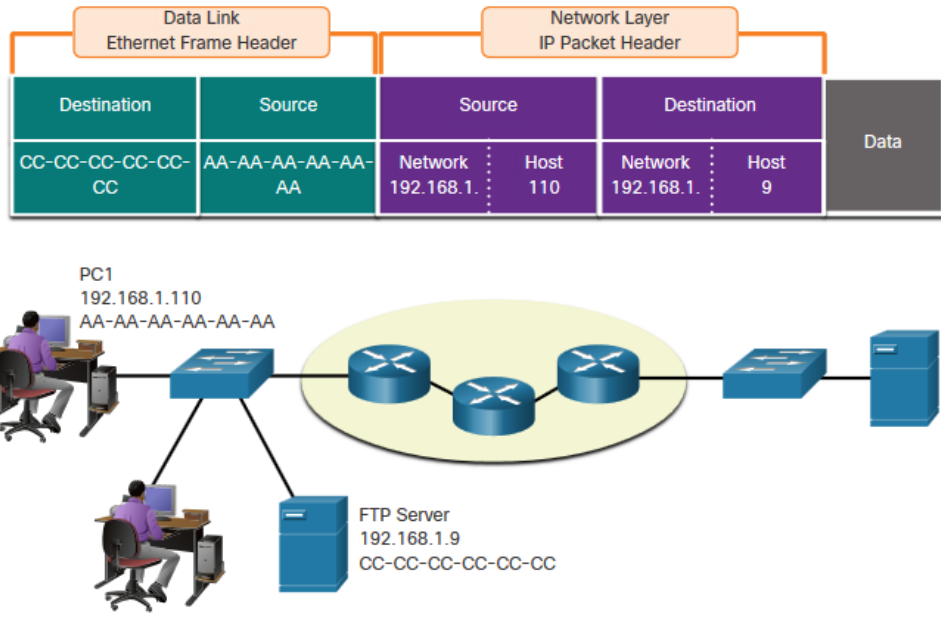 Data Link
Ethernet Frame Header
Network Layer
IP Packet Header
Destination
Source
Source
Destination
Data
CC-CC-CC-CC-CC-
CC
AA-AA-AA-AA-AA-
AA
Network
192.168.1.
Host
110
Network
192.168.1.
Host
9
PC1
192.168.1.110
AA-AA-AA-AA-AA-AA
FTP Server
192.168.1.9
CC-CC-CC-CC-CC-CC